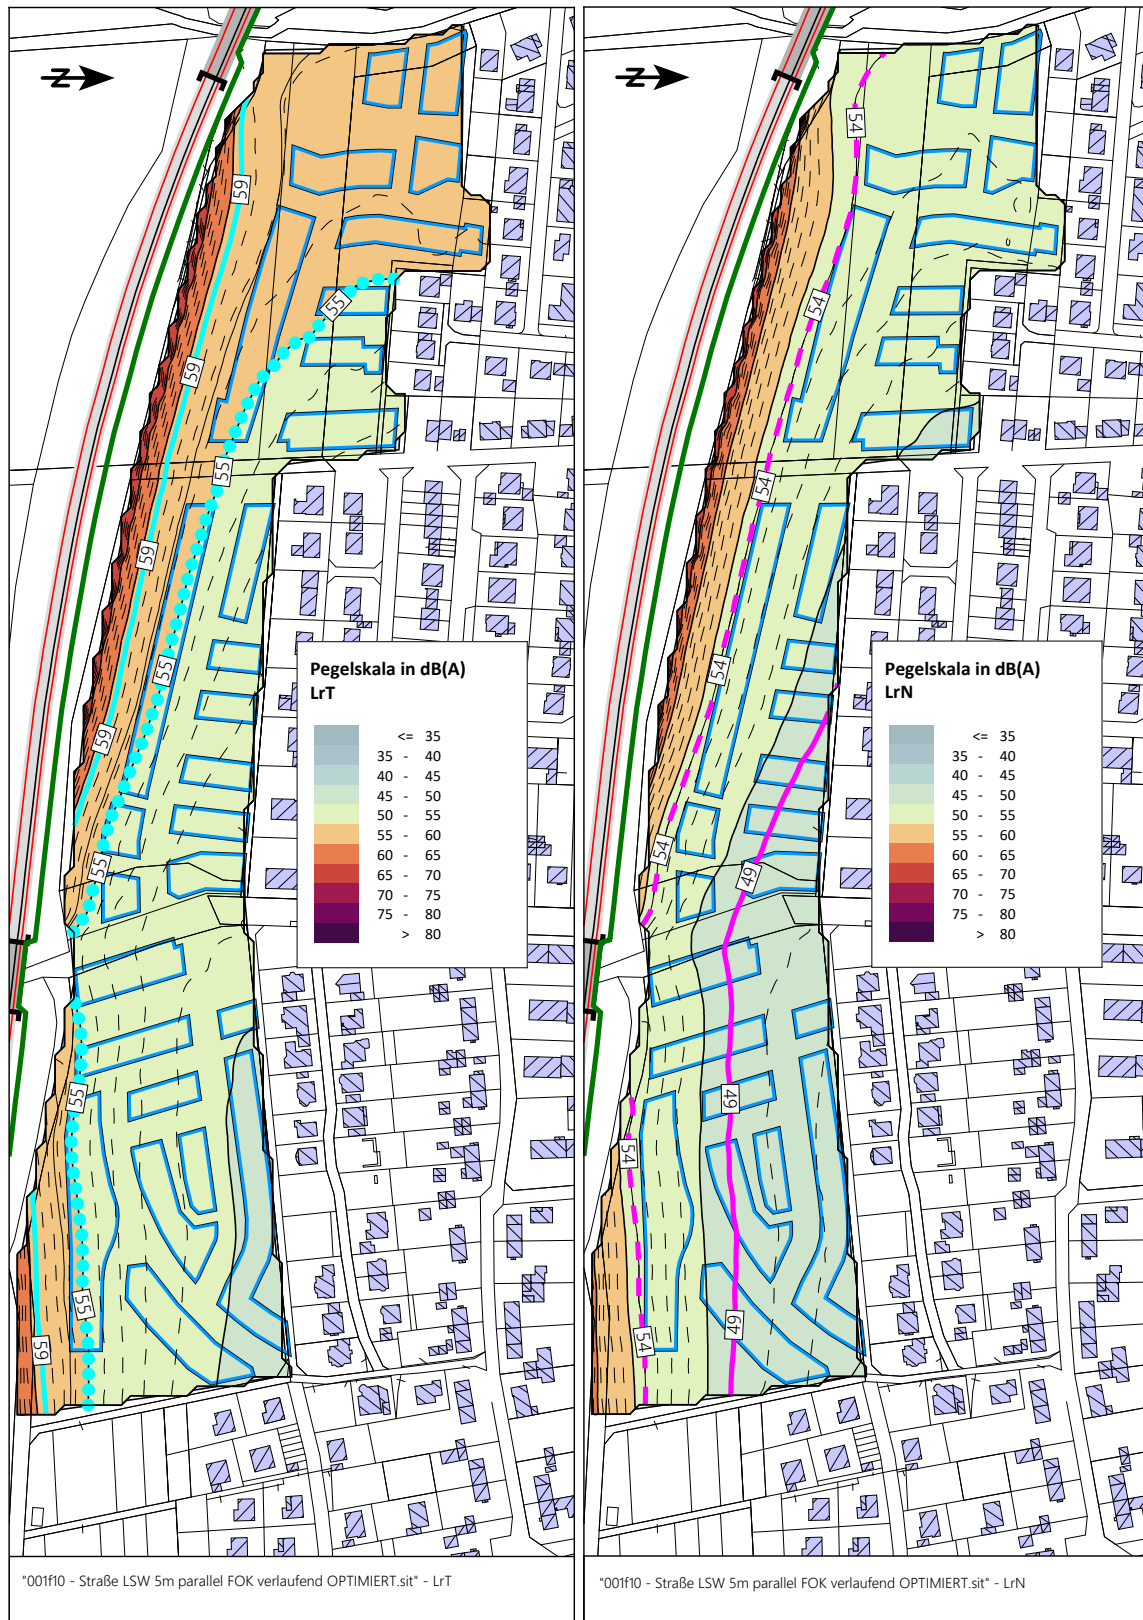 N
59
55
59
55
59
55
59
55
55
55
59
Pegelskala in dB(A)
LrT
<= 35
35 - 40
40 - 45
45 - 50
50 - 55
55 - 60
60 - 65
65 - 70
70 - 75
75 - 80
> 80
"001f10 - Straße LSW 5m parallel FOK verlaufend OPTIMIERT.sit" - LrT
N
54
54
54
54
54
49
49
54
49
54
Pegelskala in dB(A)
LrN
<= 35
35 - 40
40 - 45
45 - 50
50 - 55
55 - 60
60 - 65
65 - 70
70 - 75
75 - 80
> 80
"001f10 - Straße LSW 5m parallel FOK verlaufend OPTIMIERT.sit" - LrN